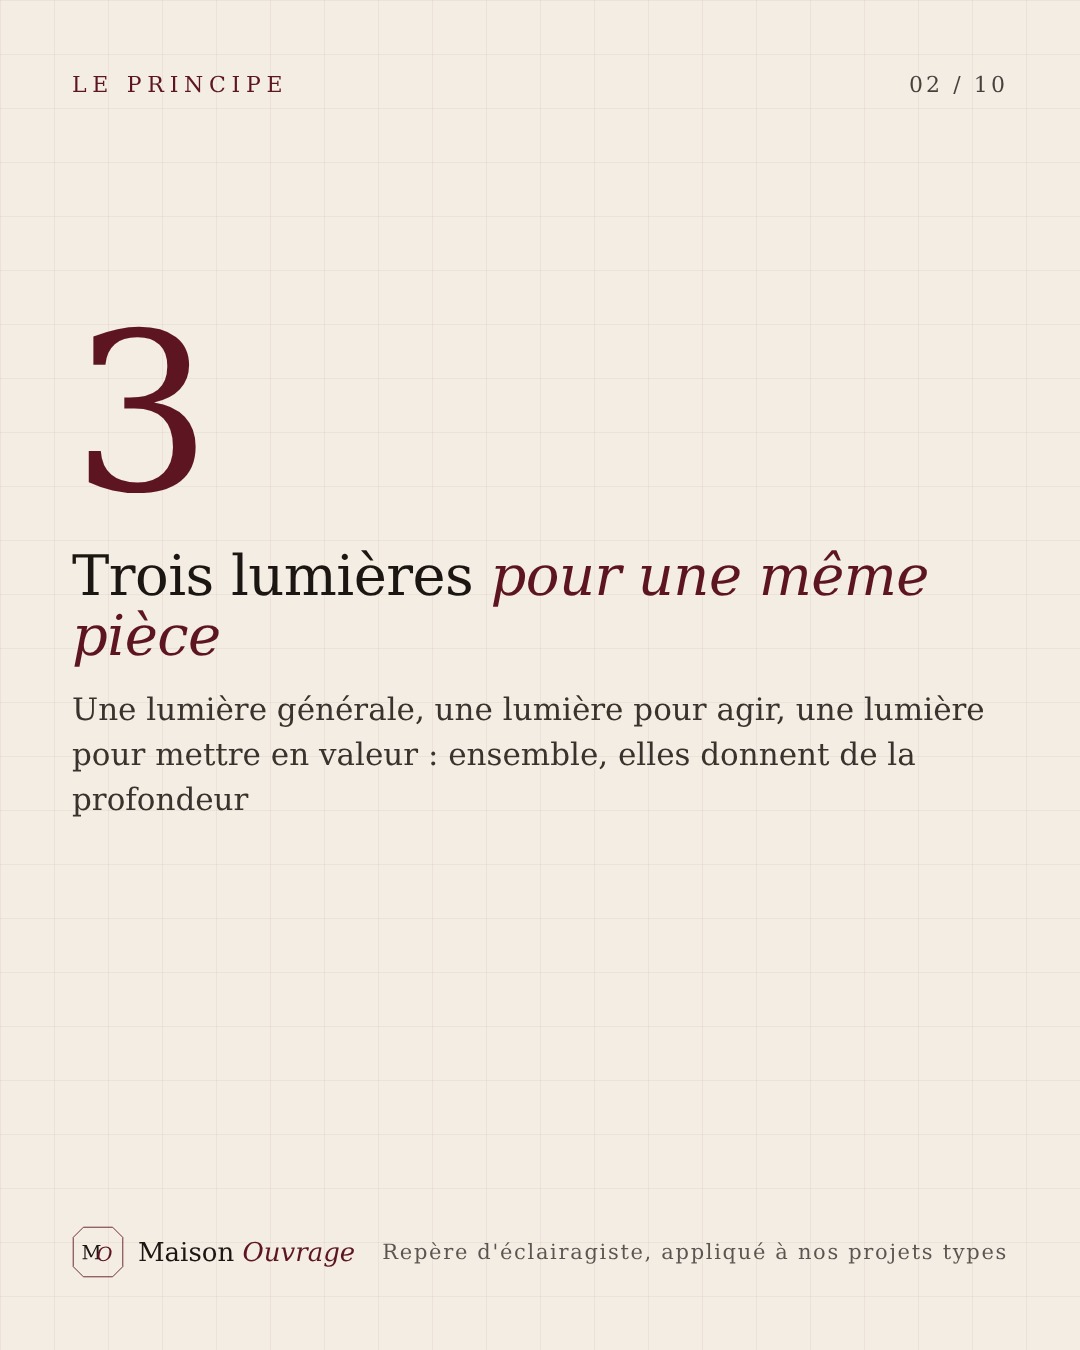 LE PRINCIPE
02 / 10
3
Trois lumières pour une même
pièce
Une lumière générale, une lumière pour agir, une lumière
pour mettre en valeur : ensemble, elles donnent de la
profondeur
MO
Maison Ouvrage
Repère d'éclairagiste, appliqué à nos projets types